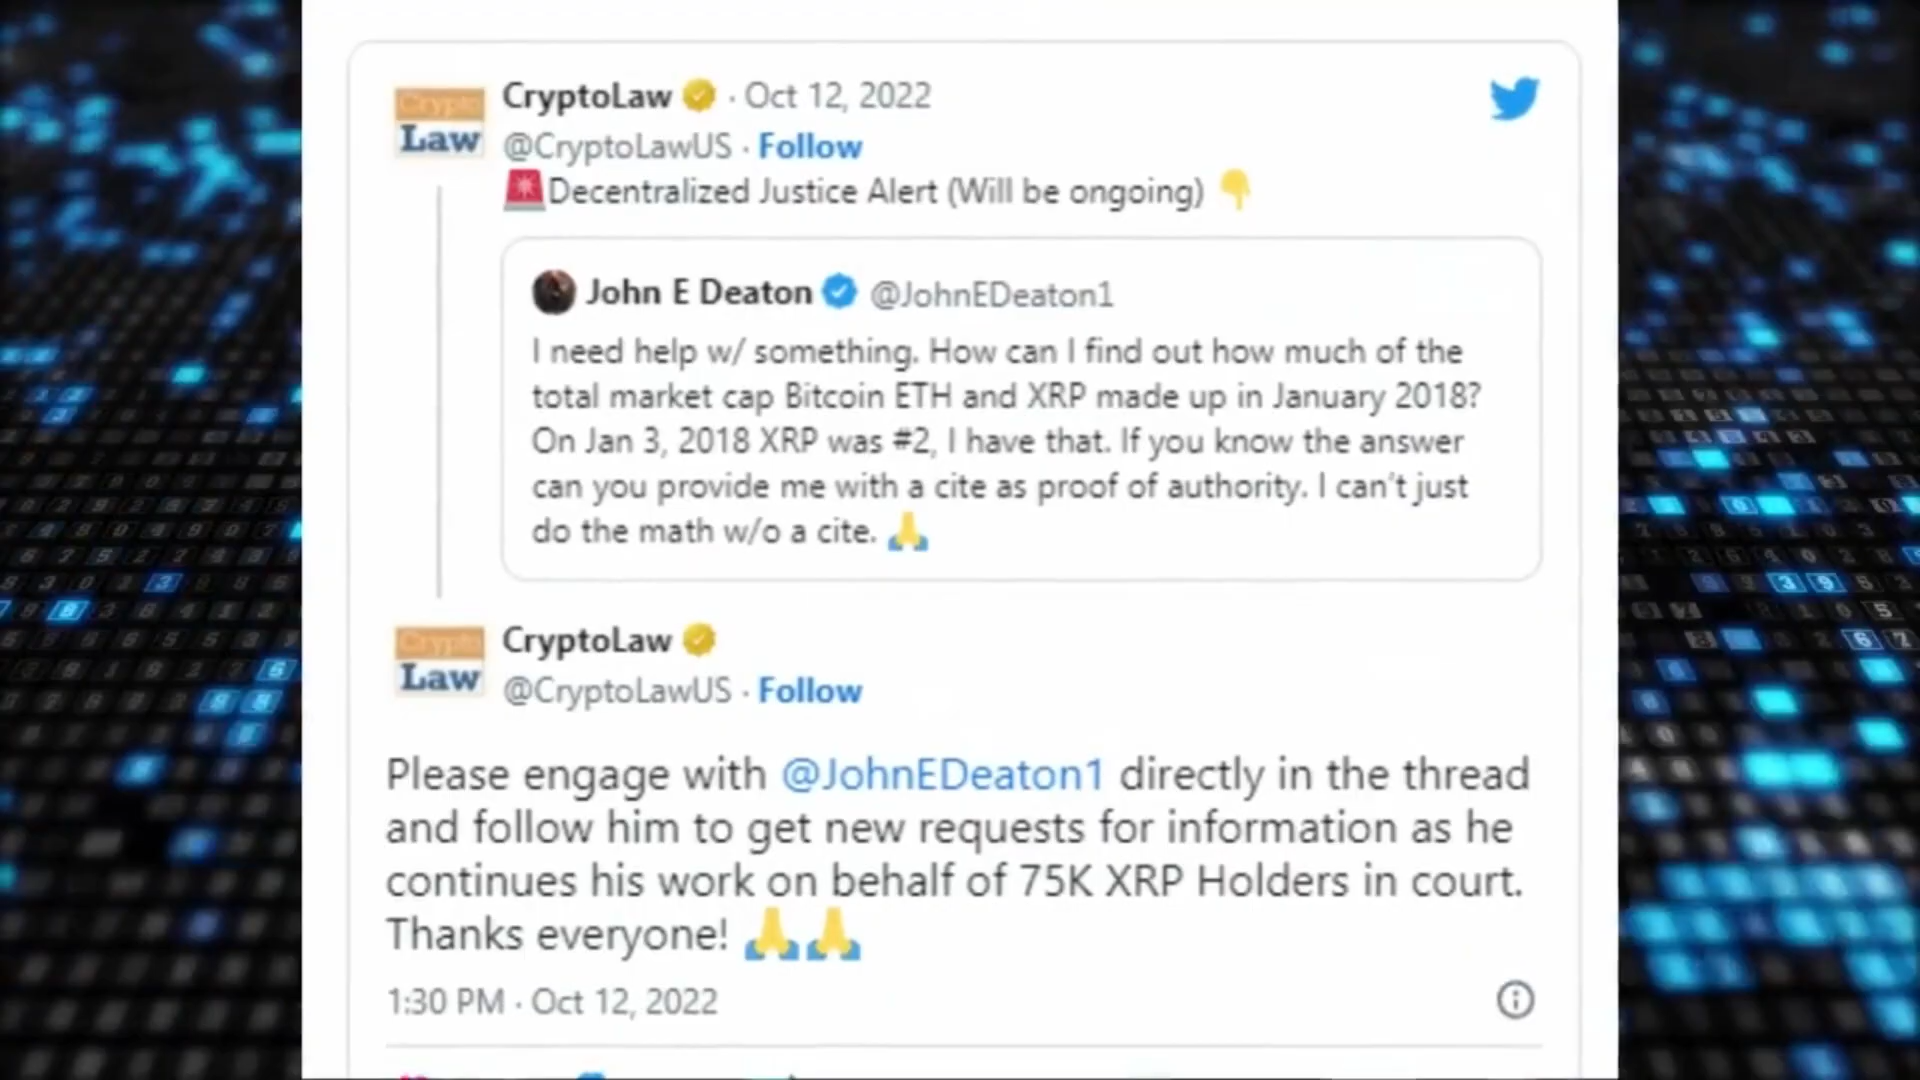 Crypto
Law
CryptoLaw · Oct 12, 2022
@CryptoLawUS · Follow
🚨Decentralized Justice Alert (Will be ongoing) 👇
John E Deaton @JohnEDeaton1
I need help w/ something. How can I find out how much of the
total market cap Bitcoin ETH and XRP made up in January 2018?
On Jan 3, 2018 XRP was #2, I have that. If you know the answer
can you provide me with a cite as proof of authority. I can't just
do the math w/o a cite. 🙏
Crypto
Law
CryptoLaw
@CryptoLawUS · Follow
Please engage with @JohnEDeaton1 directly in the thread
and follow him to get new requests for information as he
continues his work on behalf of 75K XRP Holders in court.
Thanks everyone! 🙏🙏
1:30 PM · Oct 12, 2022